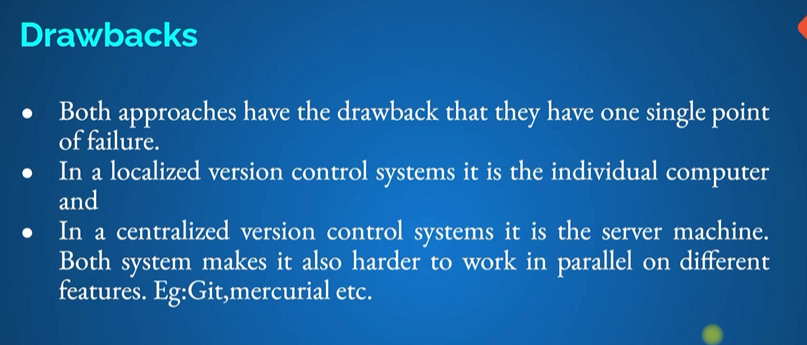 Drawbacks
● Both approaches have the drawback that they have one single point
of failure.
● In a localized version control systems it is the individual computer
and
● In a centralized version control systems it is the server machine.
Both system makes it also harder to work in parallel on different
features. Eg:Git,mercurial etc.